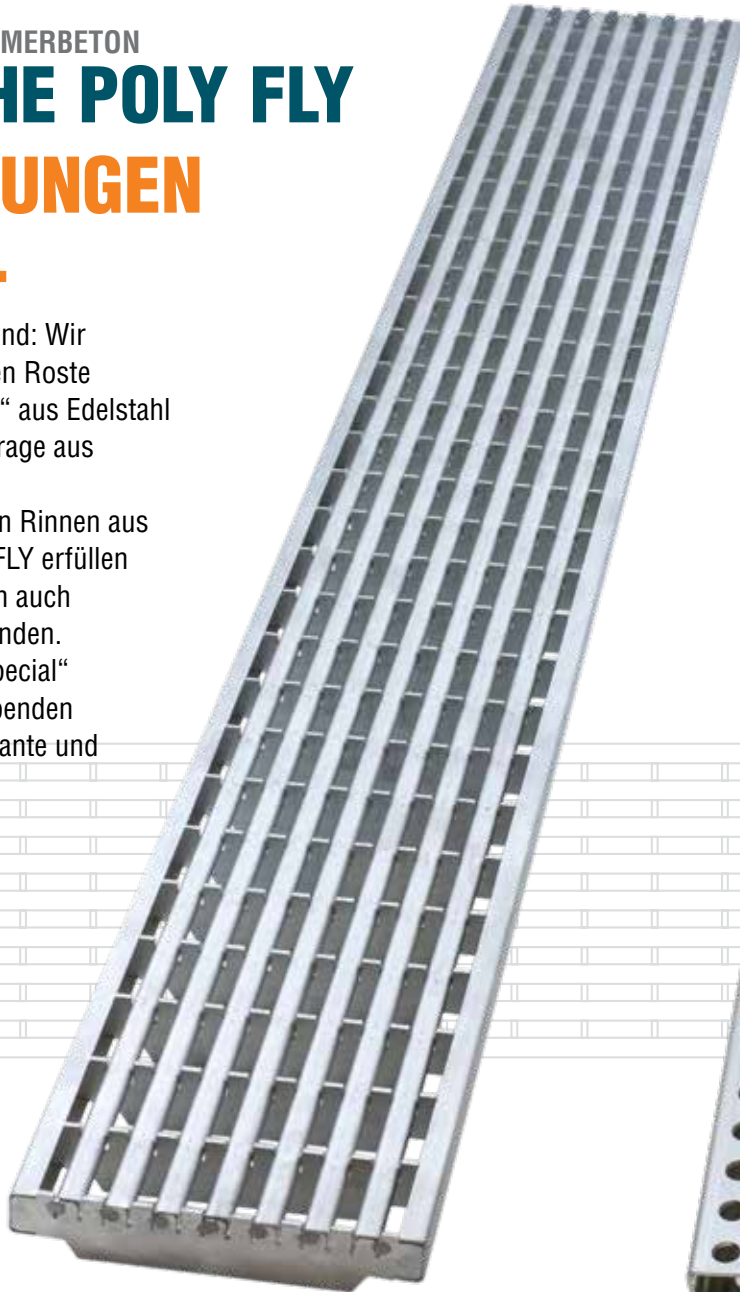 MERBETON
HE POLY FLY
UNGEN
.
nd: Wir
en Roste
“ aus Edelstahl
rage aus
n Rinnen aus
FLY erfüllen
n auch
nden.
pecial“
benden
ante und